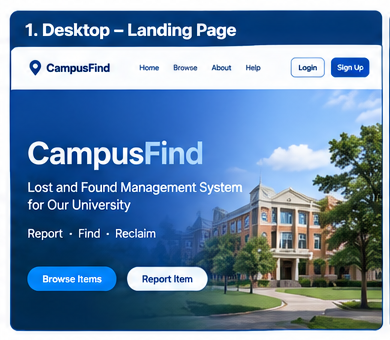 1. Desktop – Landing Page
CampusFind Home Browse About Help Login Sign Up
CampusFind
Lost and Found Management System
for Our University
Report • Find • Reclaim
Browse Items Report Item